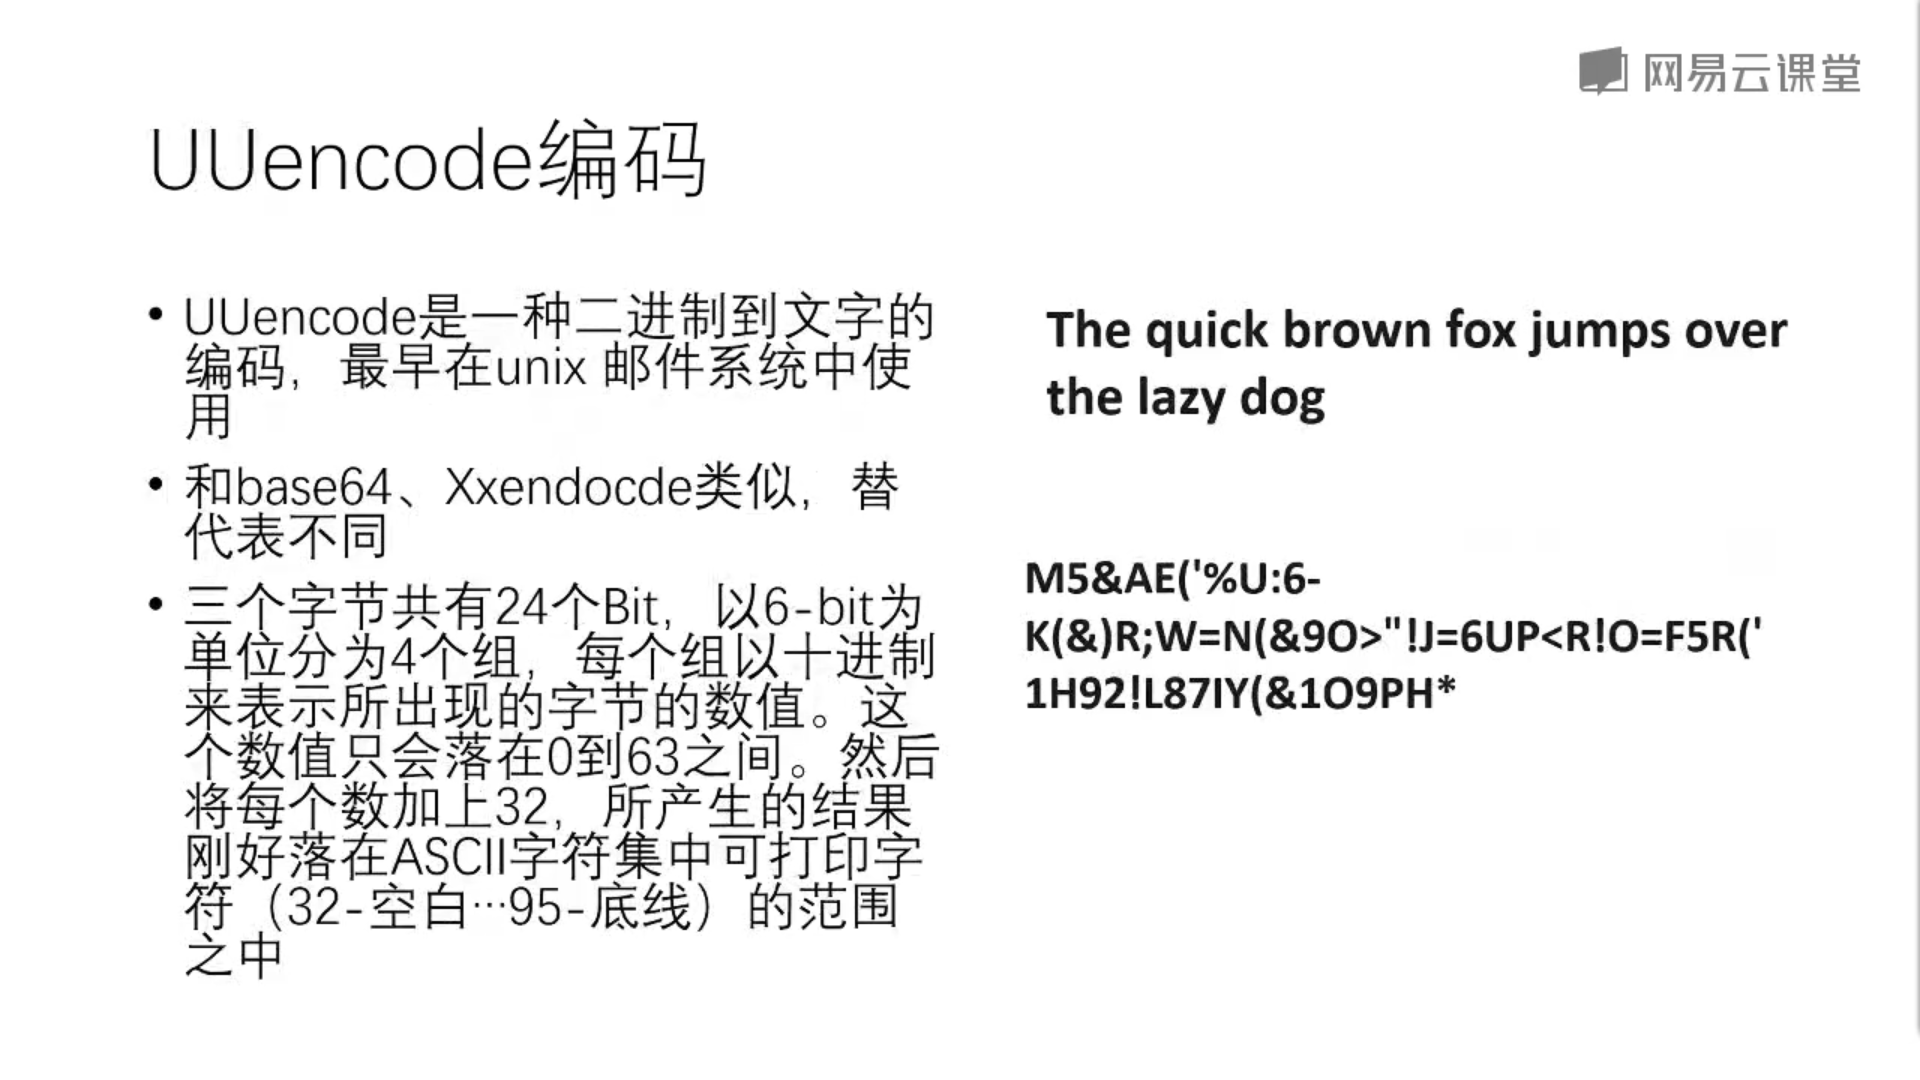 网易云课堂
UUencode编码
• UUencode是一种二进制到文字的
编码，最早在unix 邮件系统中使
用
• 和base64、Xxendocde类似，替
代表不同
• 三个字节共有24个Bit，以6-bit为
单位分为4个组，每个组以十进制
来表示所出现的字节的数值。这
个数值只会落在0到63之间。然后
将每个数加上32，所产生的结果
刚好落在ASCII字符集中可打印字
符（32-空白…95-底线）的范围
之中
The quick brown fox jumps over
the lazy dog
M5&AE('%U:6-
K(&)R;W=N(&9O>"!J=6UP<R!O=F5R('
1H92!L87IY(&1O9PH*